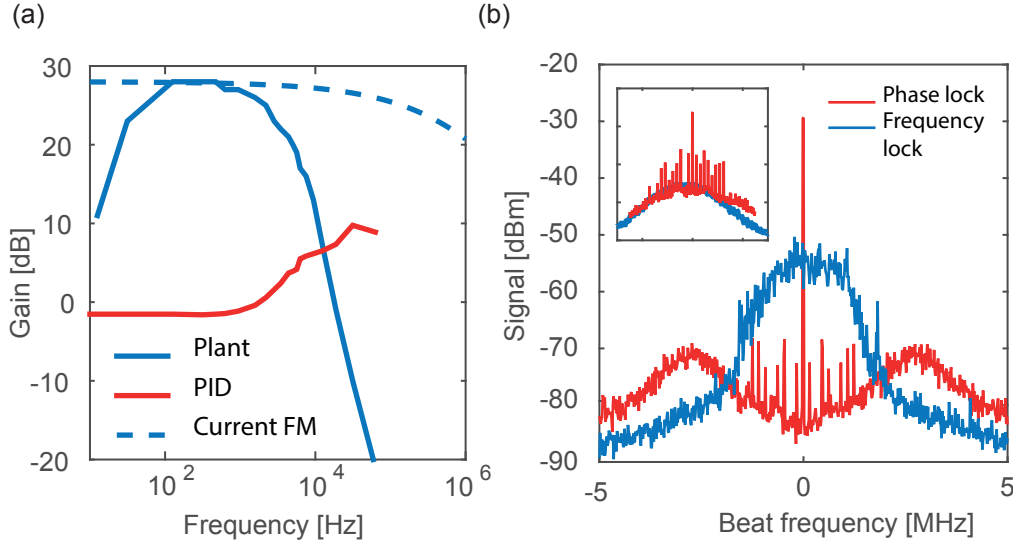 (a)
30
20
10
0
-10
-20
Gain [dB]
10 2
10 4
10 6
Frequency [Hz]
Plant
PID
Current FM
(b)
-20
-30
-40
-50
-60
-70
-80
-90
Signal [dBm]
-5
0
5
Beat frequency [MHz]
Phase lock
Frequency
lock